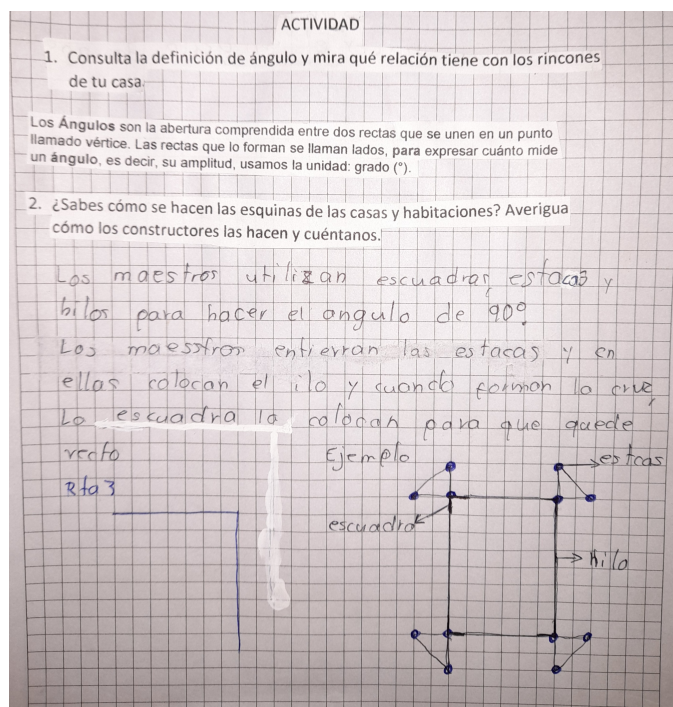 ACTIVIDAD
1. Consulta la definición de ángulo y mira qué relación tiene con los rincones
de tu casa.
Los Ángulos son la abertura comprendida entre dos rectas que se unen en un punto
llamado vértice. Las rectas que lo forman se llaman lados, para expresar cuánto mide
un ángulo, es decir, su amplitud, usamos la unidad: grado (°).
2. ¿Sabes cómo se hacen las esquinas de las casas y habitaciones? Averigua
cómo los constructores las hacen y cuéntanos.
Los maestros utilizan escuadras, estacas y
hilos para hacer el angulo de 90°
Los maesstros entierran las estacas y en
ellas colocan el ilo y cuando forman la cruz,
La escuadra la colocan para que quede
recto
Ejemplo
estcas
Rta 3
escuadra
hilo